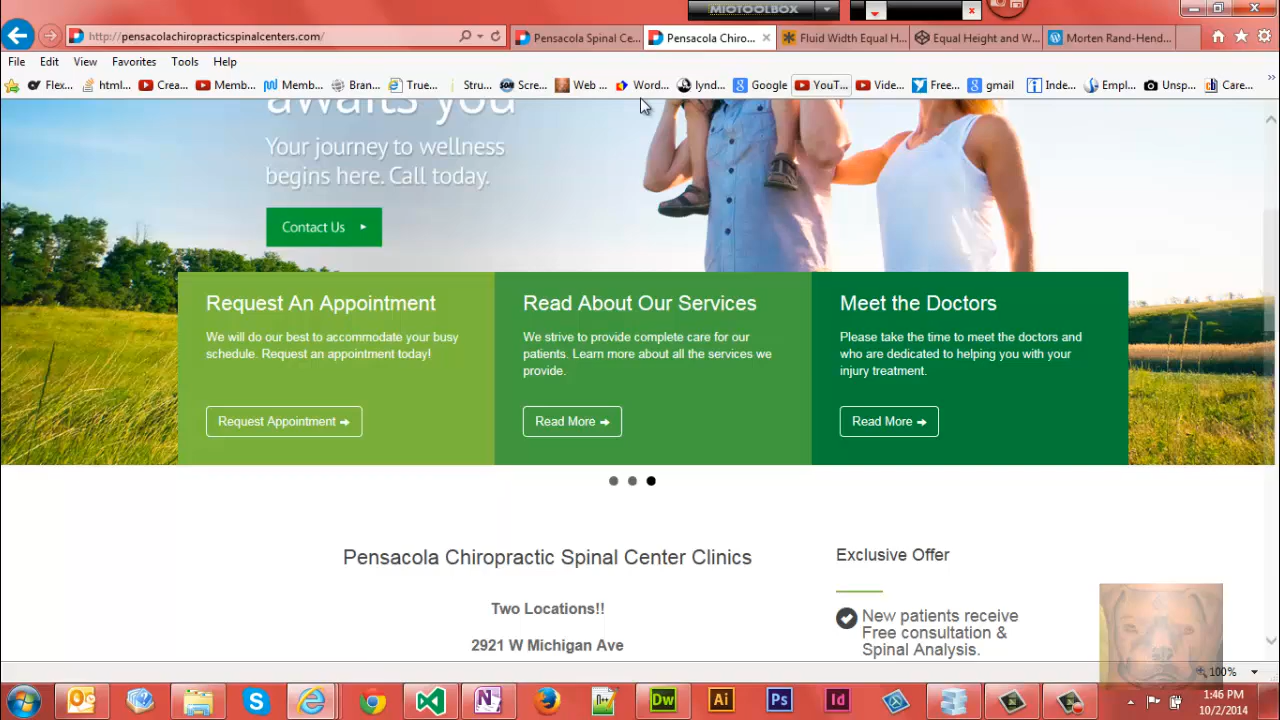 MIOTOOLBOX
http://pensacolachiropracticspinalcenters.com/
Pensacola Spinal Ce...
Pensacola Chiro...
Fluid Width Equal H...
Equal Height and W...
Morten Rand-Hend...
File Edit View Favorites Tools Help
Flex... html... Crea... Memb... Memb... Bran... True... Stru... Scre... Web ... Word... lynd... Google YouT... Vide... Free... gmail Inde... Empl... Unsp... Care...
awaits you
Your journey to wellness
begins here. Call today.
Contact Us
Request An Appointment
We will do our best to accommodate your busy
schedule. Request an appointment today!
Request Appointment
Read About Our Services
We strive to provide complete care for our
patients. Learn more about all the services we
provide.
Read More
Meet the Doctors
Please take the time to meet the doctors and
who are dedicated to helping you with your
injury treatment.
Read More
Pensacola Chiropractic Spinal Center Clinics
Two Locations!!
2921 W Michigan Ave
Exclusive Offer
New patients receive
Free consultation &
Spinal Analysis.
100%
Dw Ai Ps Id
1:46 PM
10/2/2014